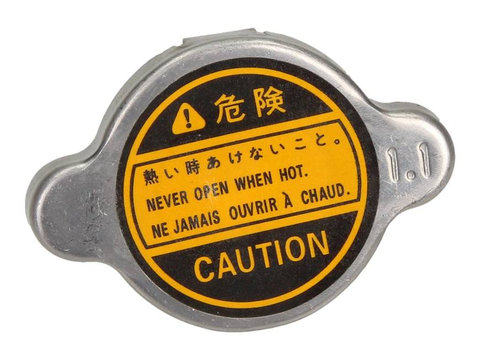 危険
熱い時あけないこと。
NEVER OPEN WHEN HOT.
NE JAMAIS OUVRIR À CHAUD.
CAUTION
1.1